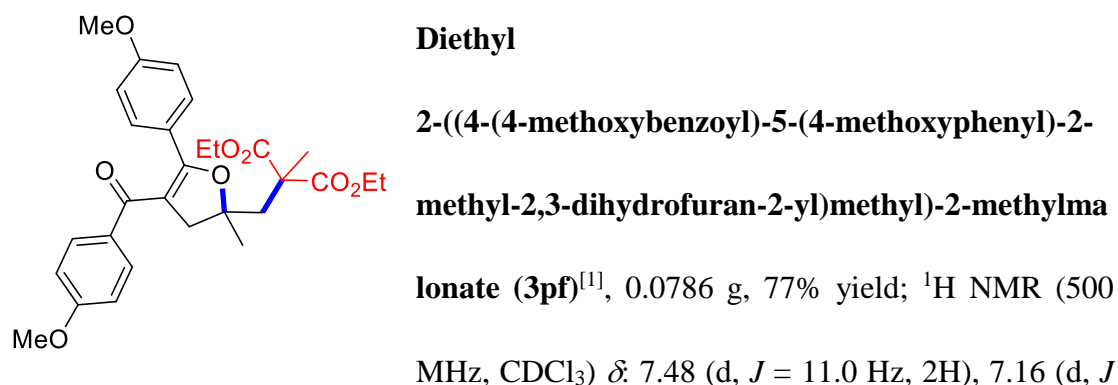 MeO
EtO2C
O
O
CO2Et
MeO
Diethyl
2-((4-(4-methoxybenzoyl)-5-(4-methoxyphenyl)-2-
methyl-2,3-dihydrofuran-2-yl)methyl)-2-methylma
lonate (3pf)[1], 0.0786 g, 77% yield; 1H NMR (500
MHz, CDCl3) δ: 7.48 (d, J = 11.0 Hz, 2H), 7.16 (d, J